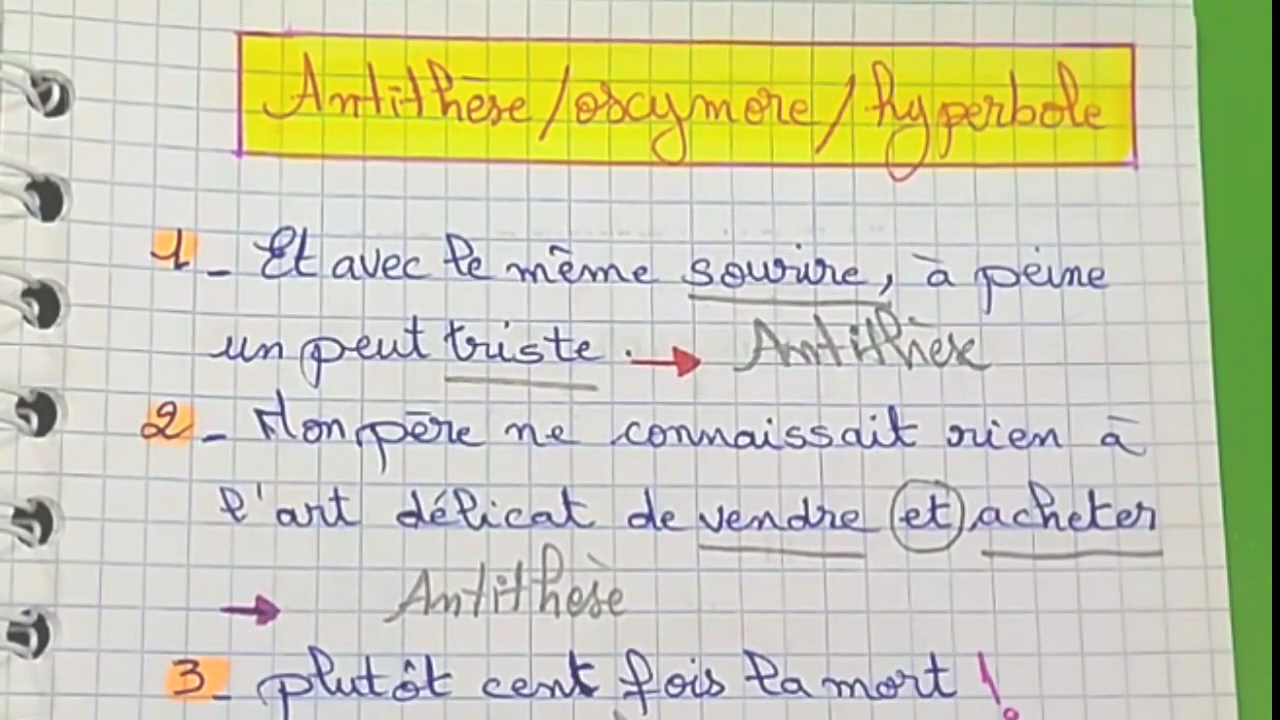 Antithèse/oxymore/hyperbole
1- Et avec le même sourire, à peine
un peut triste. → Antithèse
2- Mon père ne connaissait rien à
l'art délicat de vendre et acheter
→ Antithèse
3- plutôt cent fois la mort !